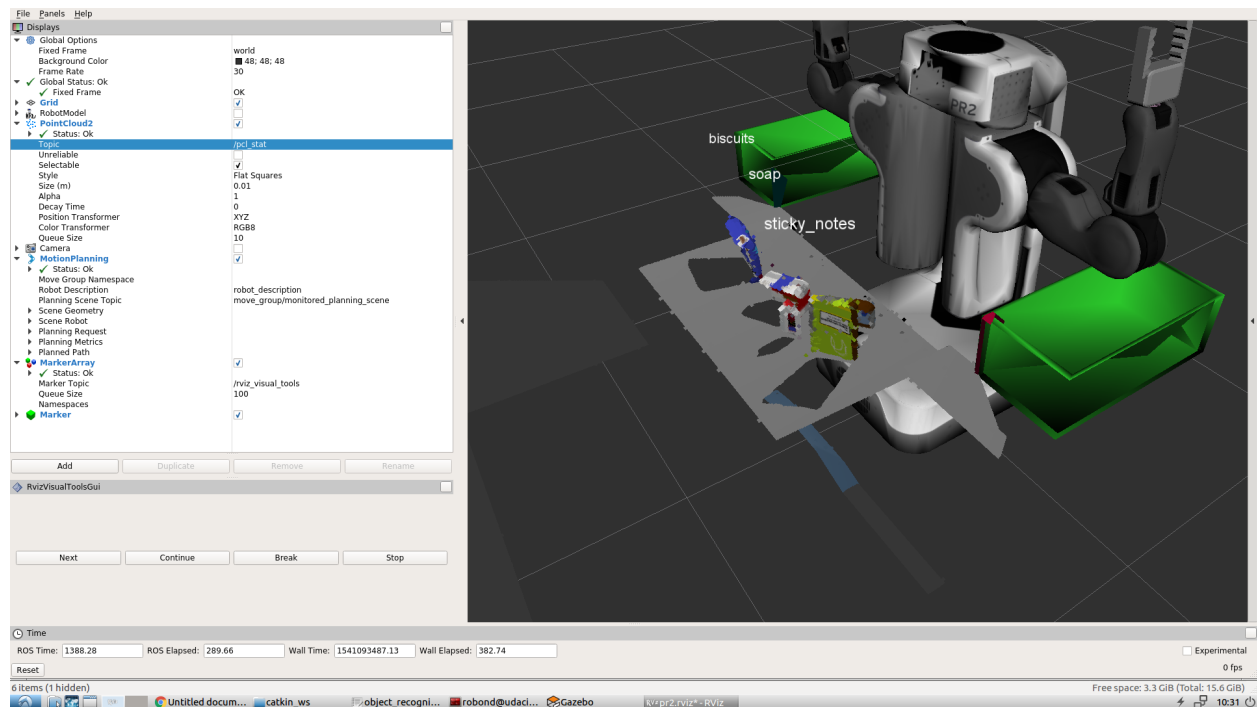 File Panels Help
Displays
Global Options
Fixed Frame world
Background Color 48; 48; 48
Frame Rate 30
Global Status: Ok
Fixed Frame OK
Grid
RobotModel
PointCloud2
Status: Ok
Topic /pcl_stat
Unreliable
Selectable
Style Flat Squares
Size (m) 0.01
Alpha 1
Decay Time 0
Position Transformer XYZ
Color Transformer RGB8
Queue Size 10
Camera
MotionPlanning
Status: Ok
Move Group Namespace
Robot Description robot_description
Planning Scene Topic move_group/monitored_planning_scene
Scene Geometry
Scene Robot
Planning Request
Planning Metrics
Planned Path
MarkerArray
Status: Ok
Marker Topic /rviz_visual_tools
Queue Size 100
Namespaces
Marker
Add Duplicate Remove Rename
RvizVisualToolsGui
Next Continue Break Stop
PR2
biscuits
soap
sticky_notes
Time
ROS Time: 1388.28 ROS Elapsed: 289.66 Wall Time: 1541093487.13 Wall Elapsed: 382.74 Experimental
Reset 0 fps
6 items (1 hidden) Free space: 3.3 GiB (Total: 15.6 GiB)
Untitled docum... catkin_ws object_recogni... robond@udaci... Gazebo pr2.rviz* - RViz 10:31